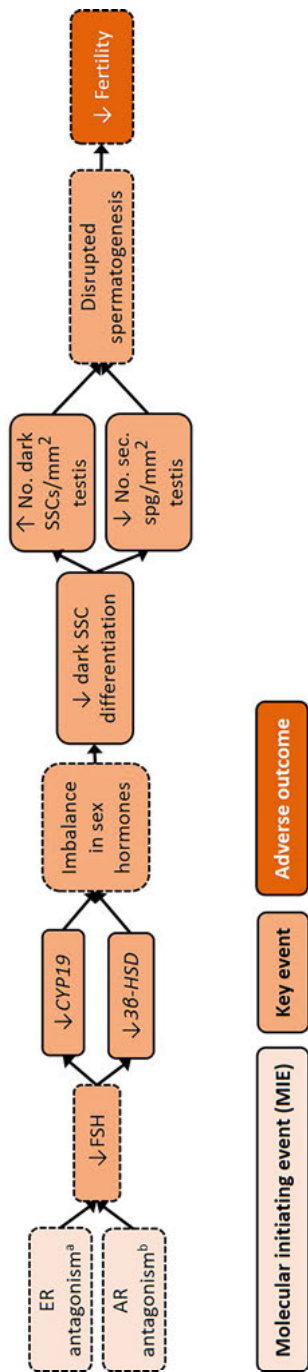 ER
antagonismᵃ
AR
antagonismᵇ
↓FSH
↓CYP19
↓3β-HSD
Imbalance
in sex
hormones
↓ dark SSC
differentiation
↑ No. dark
SSCs/mm²
testis
↓ No. sec.
spg/mm²
testis
Disrupted
spermatogenesis
↓ Fertility
Molecular initiating event (MIE)
Key event
Adverse outcome